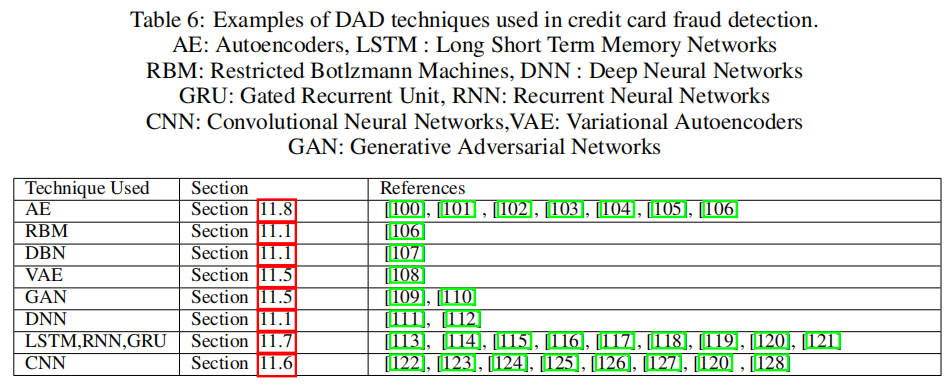 Table 6: Examples of DAD techniques used in credit card fraud detection.
AE: Autoencoders, LSTM : Long Short Term Memory Networks
RBM: Restricted Botlzmann Machines, DNN : Deep Neural Networks
GRU: Gated Recurrent Unit, RNN: Recurrent Neural Networks
CNN: Convolutional Neural Networks,VAE: Variational Autoencoders
GAN: Generative Adversarial Networks
Technique Used Section References
AE Section 11.8 [100], [101] , [102], [103], [104], [105], [106]
RBM Section 11.1 [106]
DBN Section 11.1 [107]
VAE Section 11.5 [108]
GAN Section 11.5 [109], [110]
DNN Section 11.1 [111], [112]
LSTM,RNN,GRU Section 11.7 [113], [114], [115], [116], [117], [118], [119], [120], [121]
CNN Section 11.6 [122], [123], [124], [125], [126], [127], [120], [128]